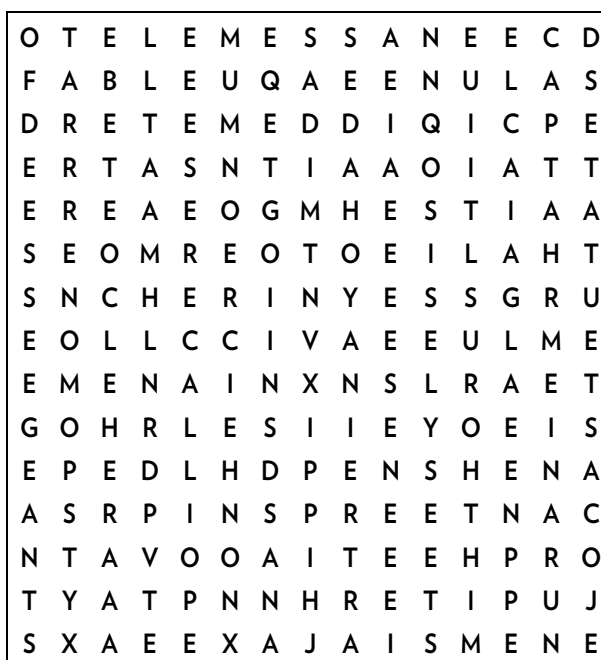 O T E L E M E S S A N E E C D
F A B L E U Q A E E N U L A S
D R E T E M E D D I Q I C P E
E R T A S N T I A A O I A T T
E R E A E O G M H E S T I A A
S E O M R E O T O E I L A H T
S N C H E R I N Y E S S G R U
E O L L C C I V A E E U L M E
E M E N A I N X N S L R A E T
G O H R L E S I I E Y O E I S
E P E D L H D P E N S H E N A
A S R P I N S P R E E T N A C
N T A V O O A I T E E H P R O
T Y A T P N N H R E T I P U J
S X A E E X A J A I S M E N E